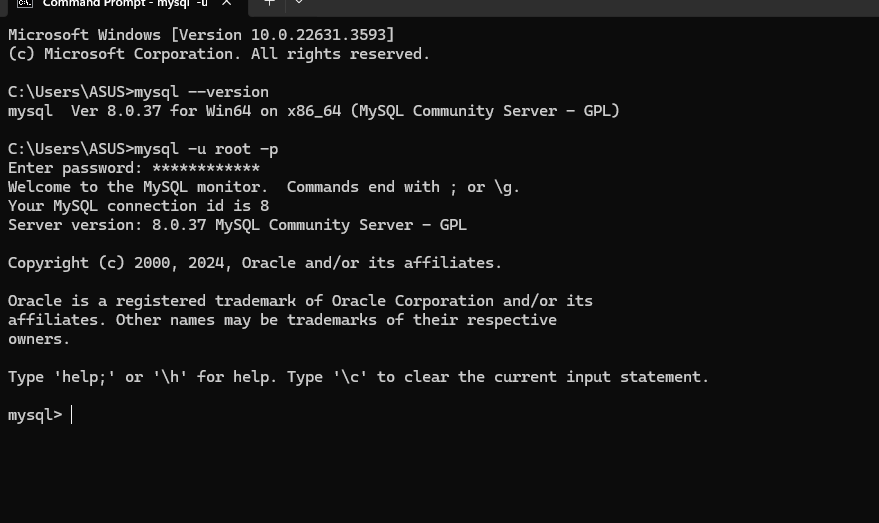 Command Prompt - mysql -u
Microsoft Windows [Version 10.0.22631.3593]
(c) Microsoft Corporation. All rights reserved.
C:\Users\ASUS>mysql --version
mysql  Ver 8.0.37 for Win64 on x86_64 (MySQL Community Server - GPL)
C:\Users\ASUS>mysql -u root -p
Enter password: ************
Welcome to the MySQL monitor.  Commands end with ; or \g.
Your MySQL connection id is 8
Server version: 8.0.37 MySQL Community Server - GPL
Copyright (c) 2000, 2024, Oracle and/or its affiliates.
Oracle is a registered trademark of Oracle Corporation and/or its
affiliates. Other names may be trademarks of their respective
owners.
Type 'help;' or '\h' for help. Type '\c' to clear the current input statement.
mysql>